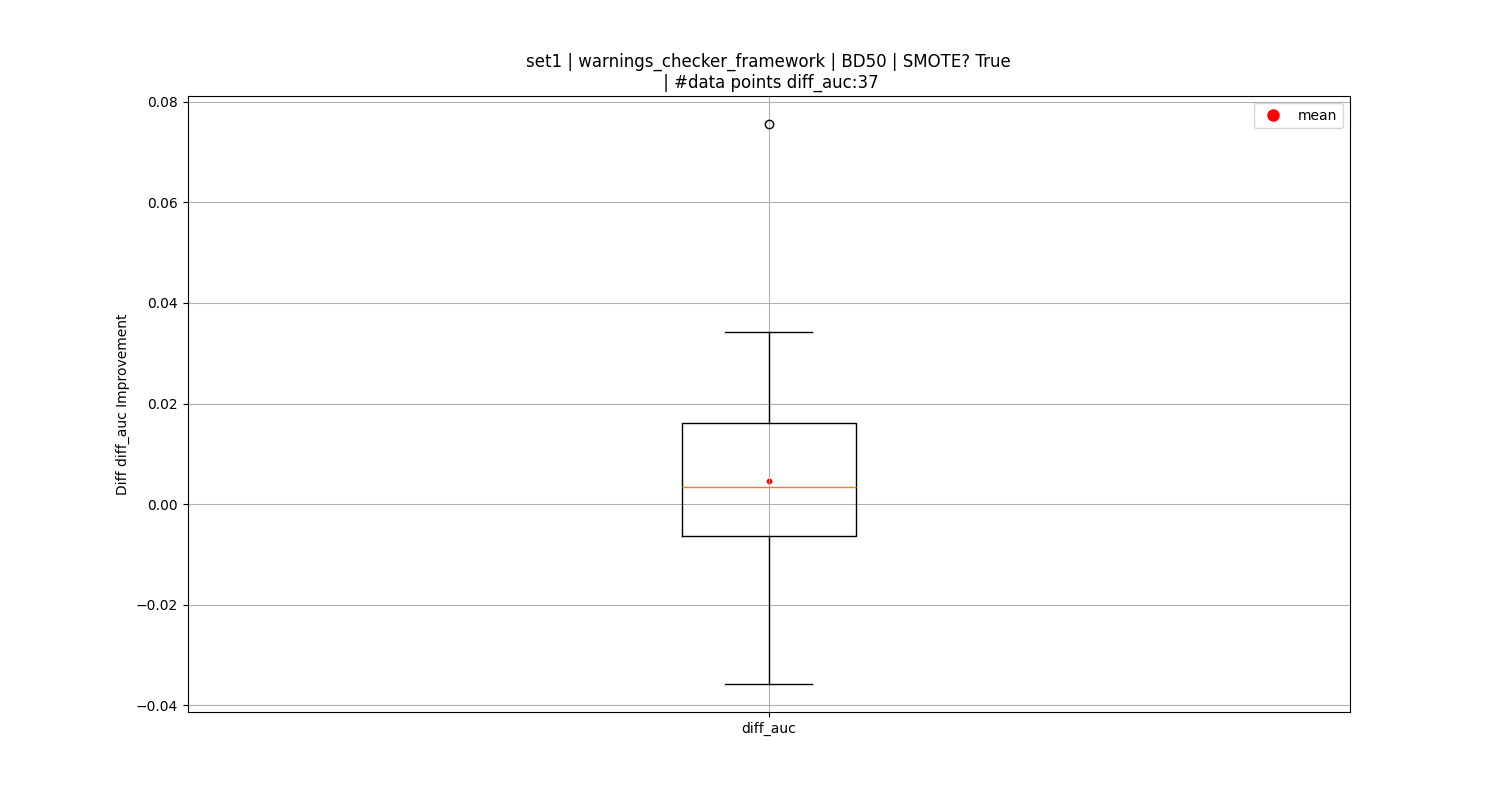 set1 | warnings_checker_framework | BD50 | SMOTE? True
| #data points diff_auc:37
0.08
mean
0.06
0.04
0.02
0.00
−0.02
−0.04
Diff diff_auc Improvement
diff_auc